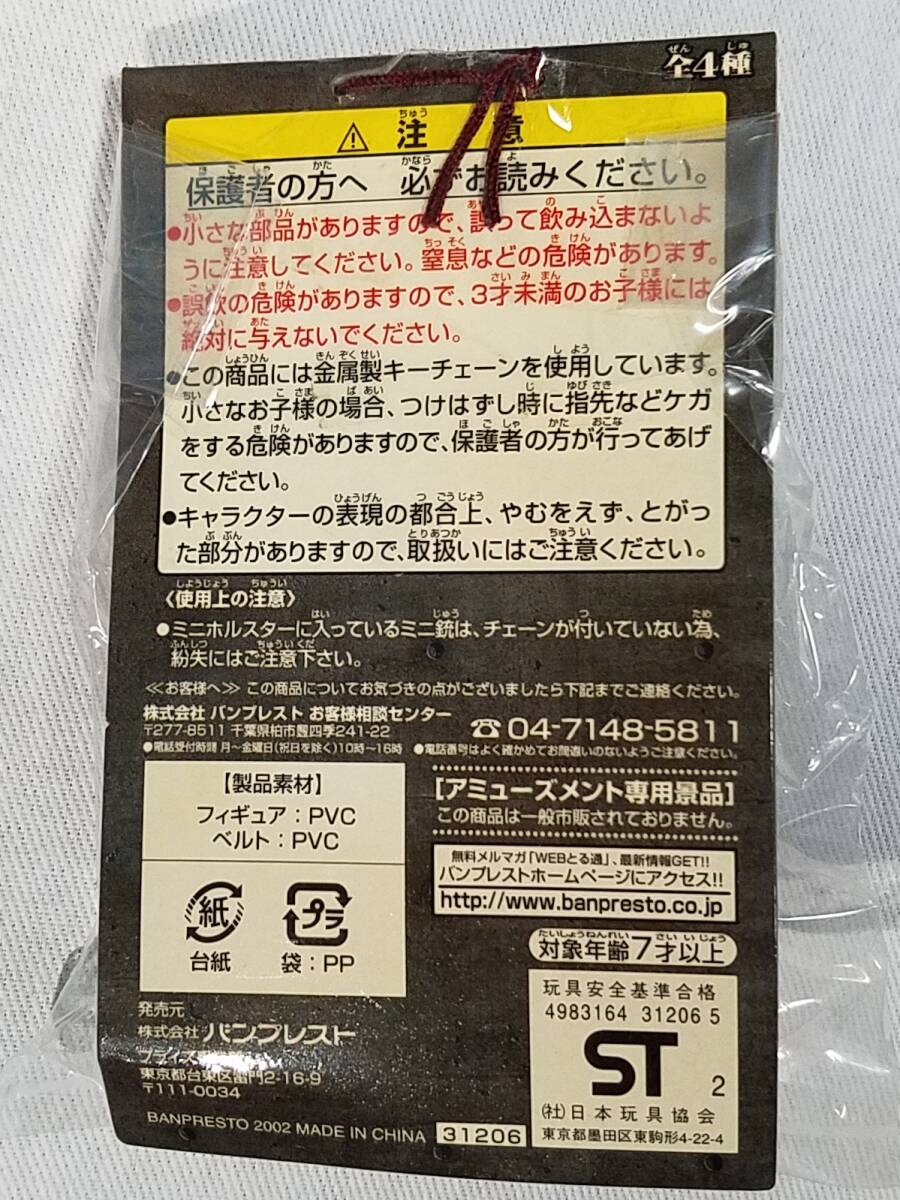 全4種
⚠ 注 意
保護者の方へ 必ずお読みください。
●小さな部品がありますので、誤って飲み込まないよ
うに注意してください。窒息などの危険があります。
●誤飲の危険がありますので、3才未満のお子様には
絶対に与えないでください。
●この商品には金属製キーチェーンを使用しています。
小さなお子様の場合、つけはずし時に指先などケガ
をする危険がありますので、保護者の方が行ってあげ
てください。
●キャラクターの表現の都合上、やむをえず、とがっ
た部分がありますので、取扱いにはご注意ください。
〈使用上の注意〉
●ミニホルスターに入っているミニ銃は、チェーンが付いていない為、
紛失にはご注意下さい。
≪お客様へ≫ この商品についてお気づきの点がございましたら下記までご連絡ください。
株式会社 バンプレスト お客様相談センター
〒277-8511 千葉県柏市豊四季241-22
☎04-7148-5811
●電話受付時間 月〜金曜日(祝日を除く)10時〜16時
●電話番号はよく確かめてお間違いのないようご注意ください。
【製品素材】
フィギュア：PVC
ベルト：PVC
紙
台紙
プラ
袋：PP
[アミューズメント専用景品]
この商品は一般市販されておりません。
無料メルマガ「WEBとる通」、最新情報GET!!
バンプレストホームページにアクセス!!
http://www.banpresto.co.jp
対象年齢7才以上
玩具安全基準合格
4983164 31206 5
ST 2
(社)日本玩具協会
東京都墨田区東駒形4-22-4
発売元
株式会社 バンプレスト
プライズ
東京都台東区雷門2-16-9
〒111-0034
BANPRESTO 2002 MADE IN CHINA
31206